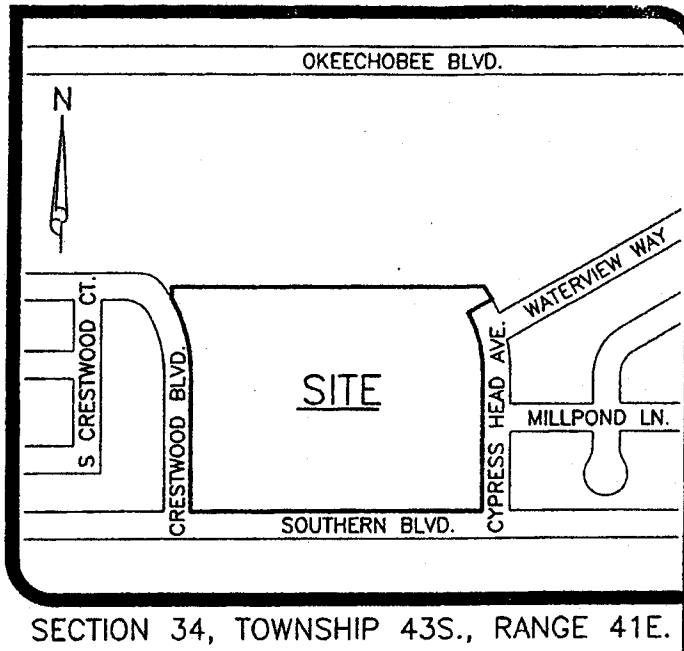 OKEECHOBEE BLVD.
N
WATERVIEW WAY
S CRESTWOOD CT.
CRESTWOOD BLVD.
SITE
CYPRESS HEAD AVE.
MILLPOND LN.
SOUTHERN BLVD.
SECTION 34, TOWNSHIP 43S., RANGE 41E.